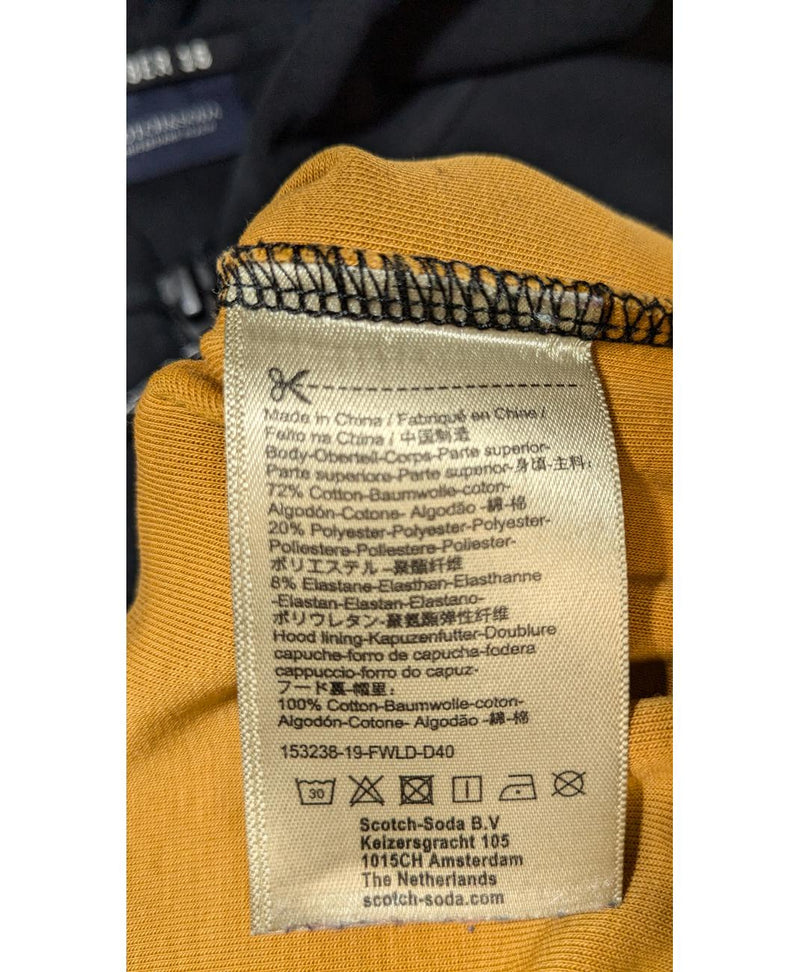 Made in China / Fabriqué en Chine /
Feito na China / 中国制造
Body-Oberteil-Corps-Parte superior-
Parte superiore-Parte superior-身頃-主料:
72% Cotton-Baumwolle-coton-
Algodón-Cotone- Algodão -綿-棉
20% Polyester-Polyester-Polyester-
Poliestere-Poliestere-Poliester-
ポリエステル -聚酯纤维
8% Elastane-Elasthan-Elasthanne
-Elastan-Elastan-Elastano-
ポリウレタン-聚氨酯弹性纤维
Hood lining-Kapuzenfutter-Doublure
capuche-forro de capucha-fodera
cappuccio-forro do capuz-
フード裏-帽里:
100% Cotton-Baumwolle-coton-
Algodón-Cotone- Algodão -綿-棉
153238-19-FWLD-D40
30
Scotch-Soda B.V
Keizersgracht 105
1015CH Amsterdam
The Netherlands
scotch-soda.com